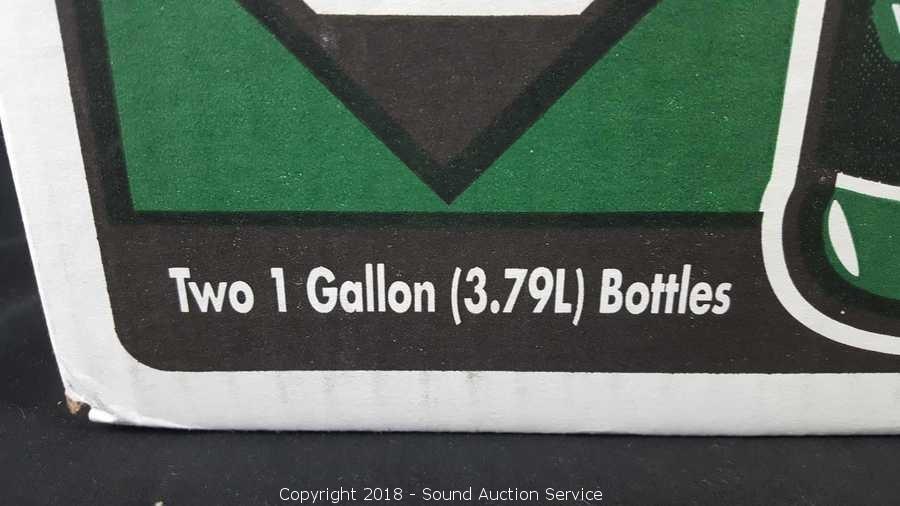 Two 1 Gallon (3.79L) Bottles
Copyright 2018 - Sound Auction Service